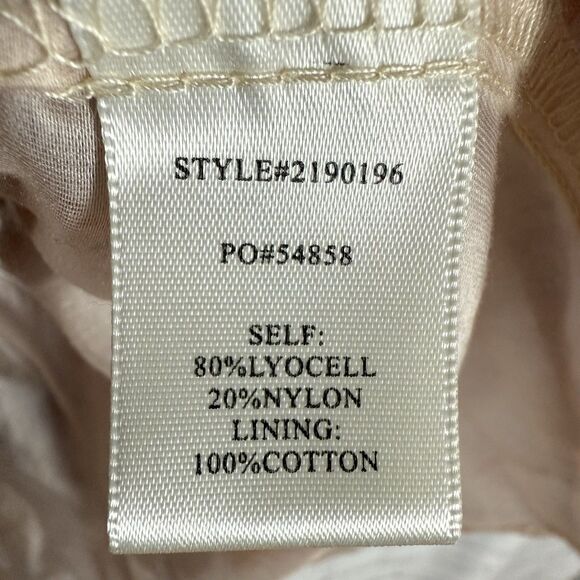 STYLE#2190196
PO#54858
SELF:
80%LYOCELL
20%NYLON
LINING:
100%COTTON